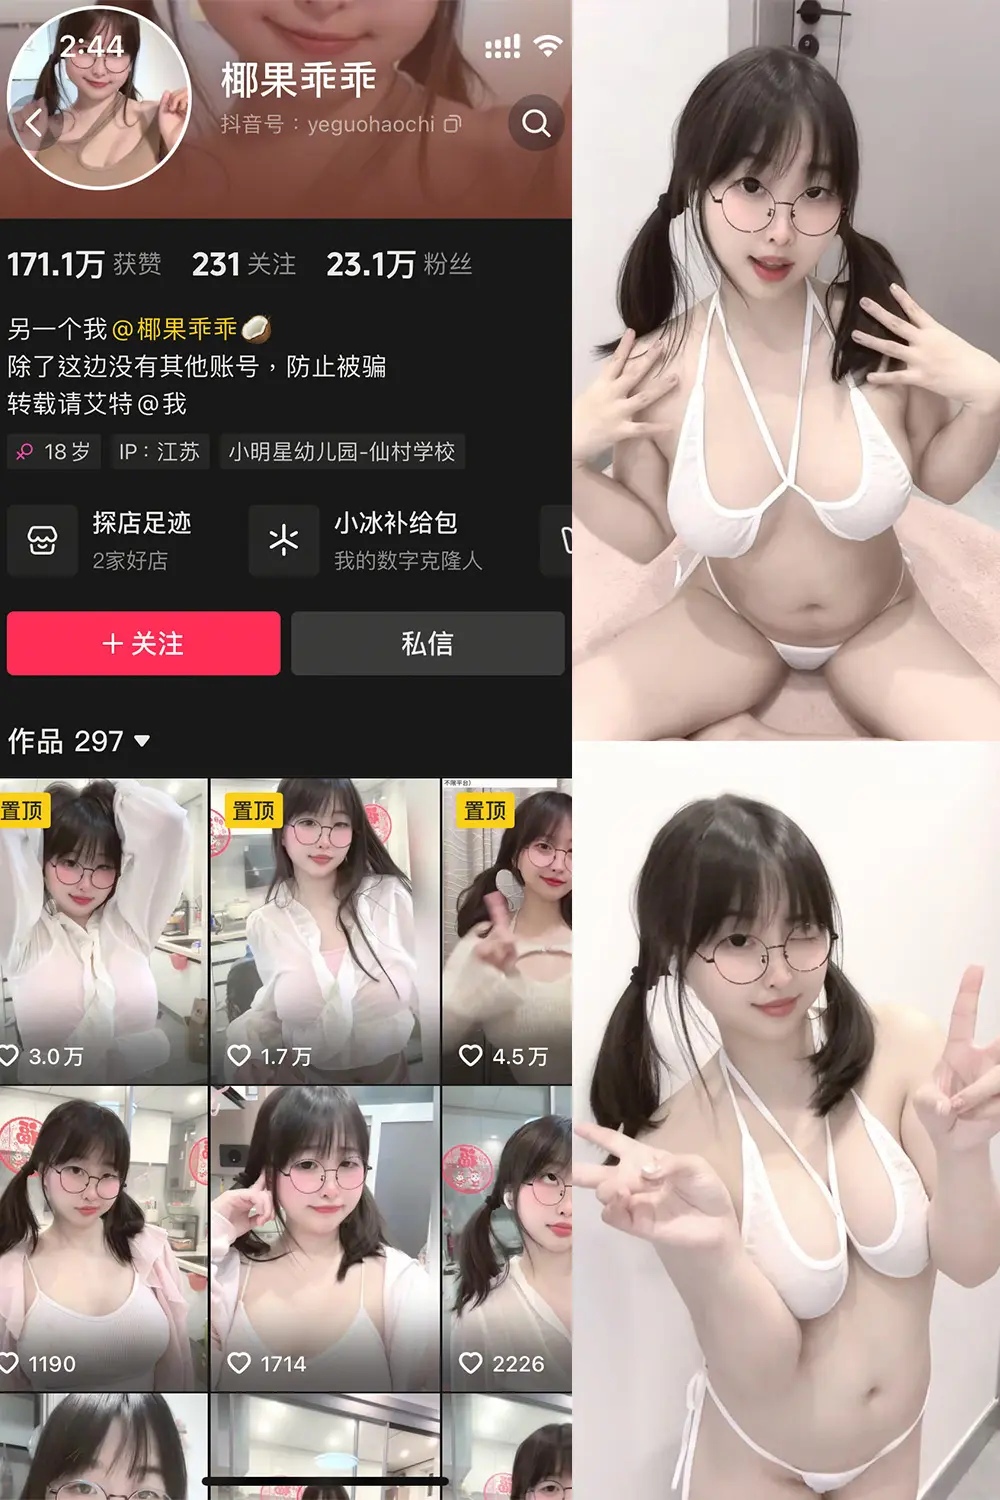 2:44
椰果乖乖
抖音号：yeguohaochi
171.1万 获赞 231 关注 23.1万 粉丝
另一个我@椰果乖乖🥥
除了这边没有其他账号，防止被骗
转载请艾特@我
18岁 IP：江苏 小明星幼儿园-仙村学校
探店足迹 小冰补给包
2家好店 我的数字克隆人
＋关注 私信
作品 297
置顶 置顶 置顶
不限平台)
3.0万 1.7万 4.5万
福
1190 1714 2226